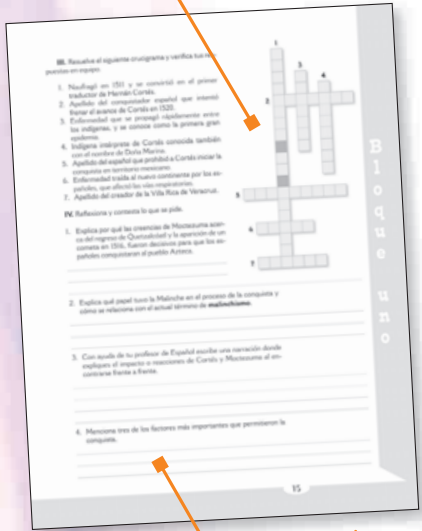 III. Resuelve el siguiente crucigrama y verifica tus res-
puestas en equipo.
1. Naufragó en 1511 y se convirtió en el primer
traductor de Hernán Cortés.
2. Apellido del conquistador español que intentó
frenar el avance de Cortés en 1520.
3. Enfermedad que se propagó rápidamente entre
los indígenas, y se conoce como la primera gran
epidemia.
4. Indígena intérprete de Cortés conocida también
con el nombre de Doña Marina.
5. Apellido del español que prohibió a Cortés iniciar la
conquista en territorio mexicano.
6. Enfermedad traída al nuevo continente por los es-
pañoles, que afectó las vías respiratorias.
7. Apellido del creador de la Villa Rica de Veracruz.
IV. Reflexiona y contesta lo que se pide.
1. Explica por qué las creencias de Moctezuma acer-
ca del regreso de Quetzalcóatl y la aparición de un
cometa en 1516, fueron decisivas para que los es-
pañoles conquistaran al pueblo Azteca.
2. Explica qué papel tuvo la Malinche en el proceso de la conquista y
cómo se relaciona con el actual término de malinchismo.
3. Con ayuda de tu profesor de Español escribe una narración donde
expliques el impacto o reacciones de Cortés y Moctezuma al en-
contrarse frente a frente.
4. Menciona tres de los factores más importantes que permitieron la
conquista.
1
3
4
2
5
6
7
Bloque uno
15